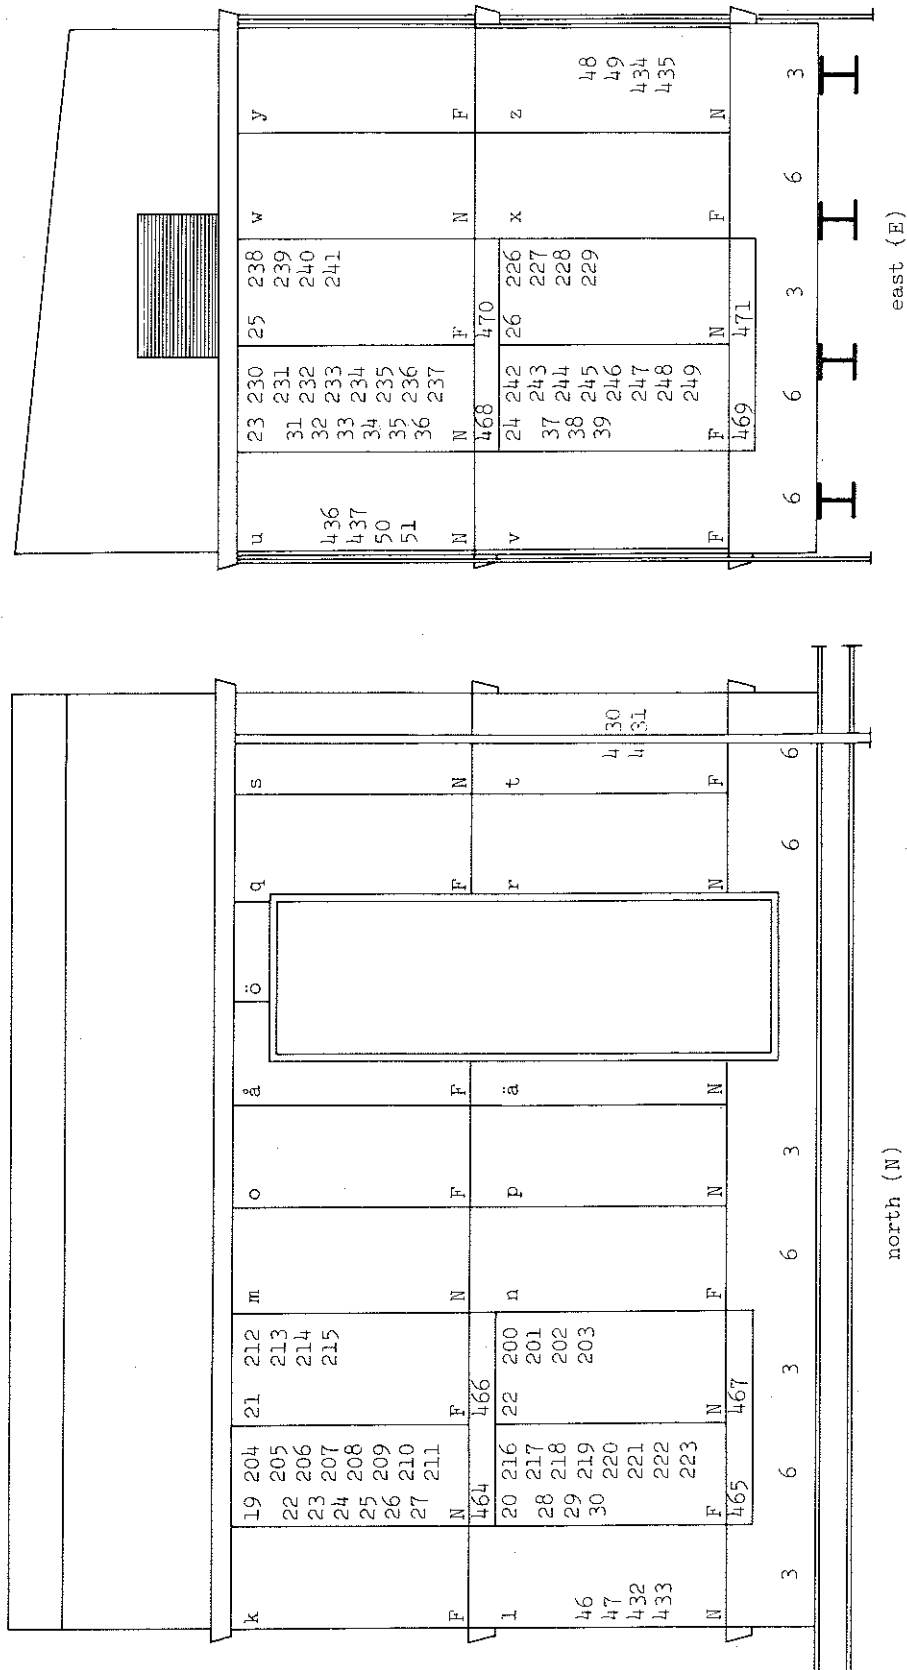 k
F
l
46
47
432
433
N
3
19 204
205
22 206
23 207
24 208
25 209
26 210
27 211
N
464
20 216
217
28 218
29 219
30 220
221
222
223
F
465
6
21 212
213
214
215
F
466
22 200
201
202
203
N
467
3
m
N
n
F
6
o
F
p
N
3
å
F
ä
N
ö
q
F
r
N
6
s
N
t
430
431
F
6
north (N)
u
436
437
50
51
N
v
F
6
23 230
231
31 232
32 233
33 234
34 235
35 236
36 237
N
468
24 242
243
37 244
38 245
39 246
247
248
249
F
469
6
25 238
239
240
241
F
470
26 226
227
228
229
N
471
3
w
N
x
F
6
y
F
z
48
49
434
435
N
3
east (E)